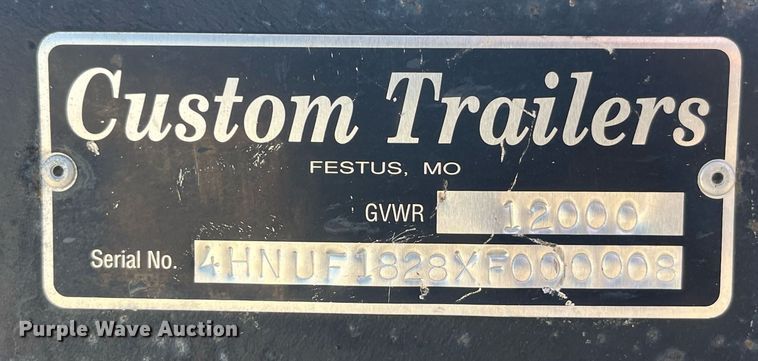 Custom Trailers
FESTUS, MO
GVWR 12000
Serial No. 4HNUF1828XF000008
Purple Wave Auction